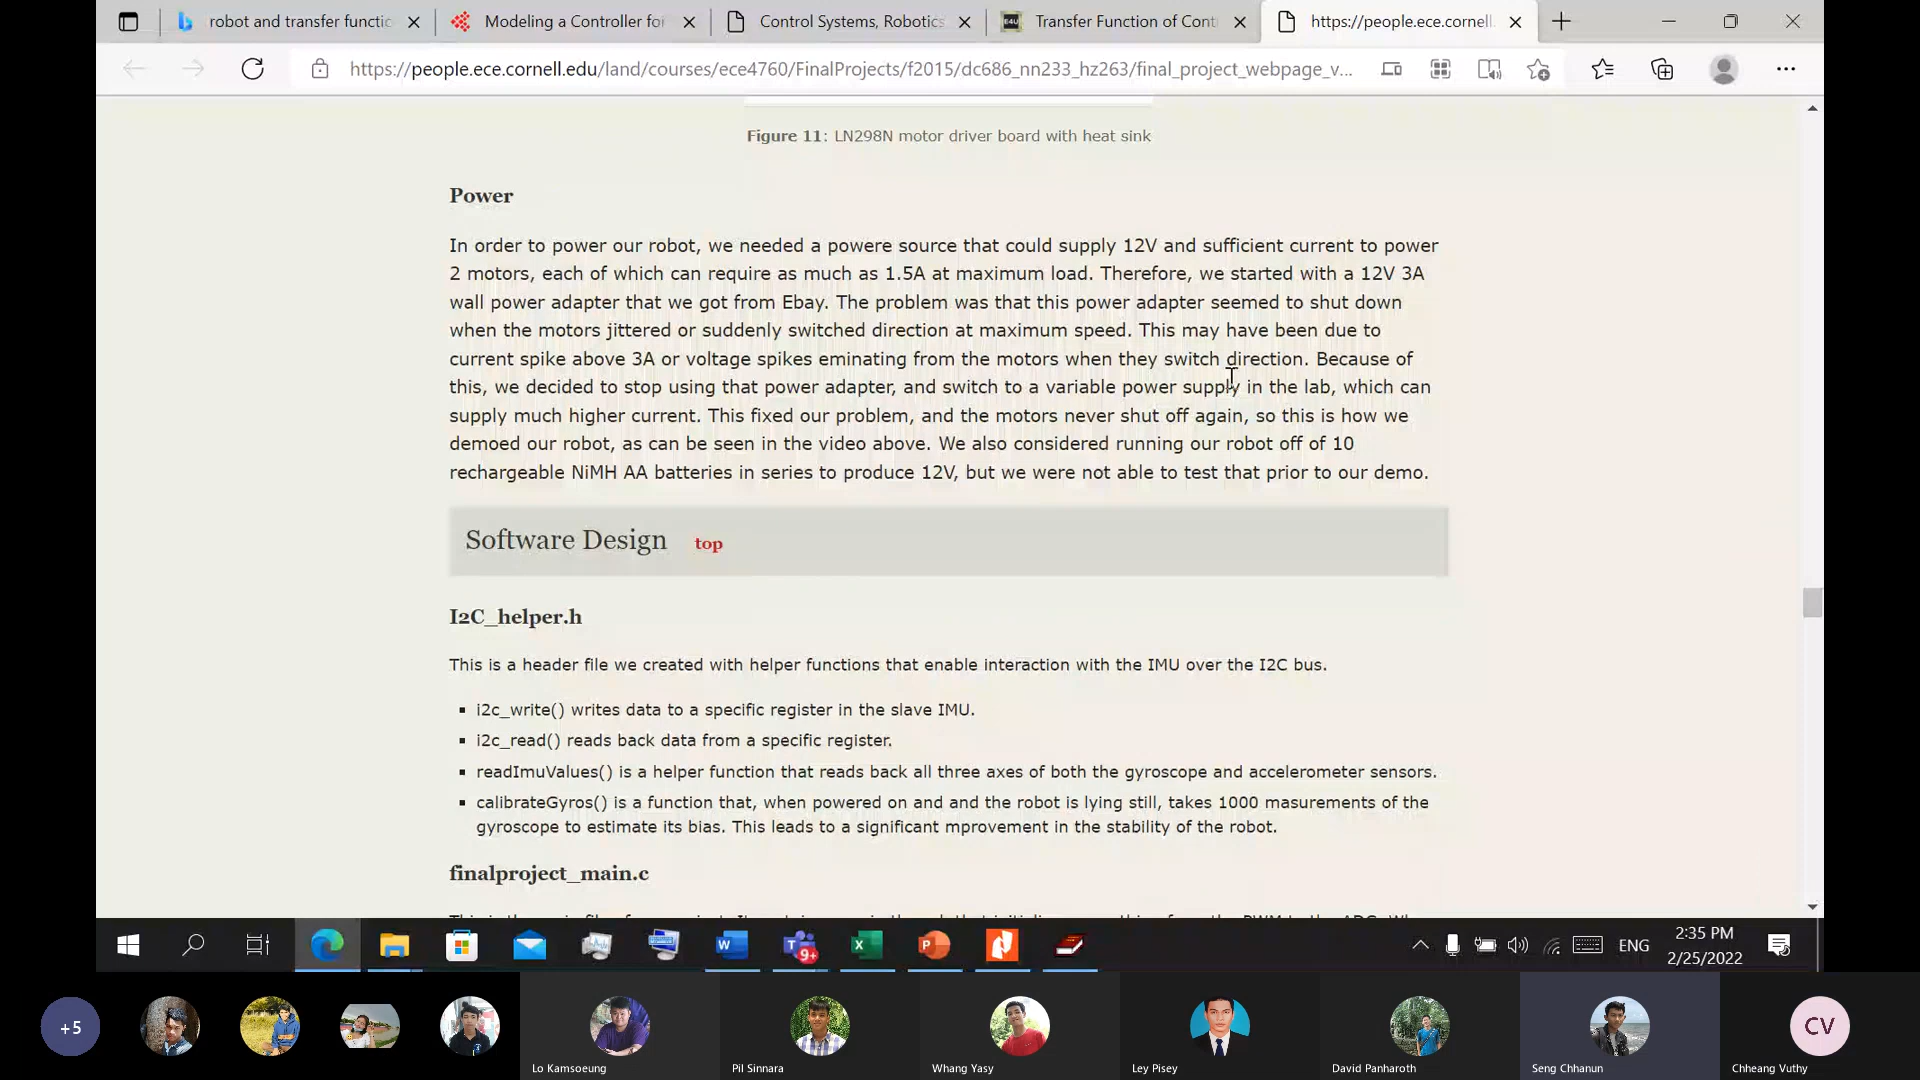 robot and transfer functio
Modeling a Controller for
Control Systems, Robotics
Transfer Function of Cont
https://people.ece.cornell.
https://people.ece.cornell.edu/land/courses/ece4760/FinalProjects/f2015/dc686_nn233_hz263/final_project_webpage_v...
Figure 11: LN298N motor driver board with heat sink
Power
In order to power our robot, we needed a powere source that could supply 12V and sufficient current to power
2 motors, each of which can require as much as 1.5A at maximum load. Therefore, we started with a 12V 3A
wall power adapter that we got from Ebay. The problem was that this power adapter seemed to shut down
when the motors jittered or suddenly switched direction at maximum speed. This may have been due to
current spike above 3A or voltage spikes eminating from the motors when they switch direction. Because of
this, we decided to stop using that power adapter, and switch to a variable power supply in the lab, which can
supply much higher current. This fixed our problem, and the motors never shut off again, so this is how we
demoed our robot, as can be seen in the video above. We also considered running our robot off of 10
rechargeable NiMH AA batteries in series to produce 12V, but we were not able to test that prior to our demo.
Software Design top
I2C_helper.h
This is a header file we created with helper functions that enable interaction with the IMU over the I2C bus.
▪ i2c_write() writes data to a specific register in the slave IMU.
▪ i2c_read() reads back data from a specific register.
▪ readImuValues() is a helper function that reads back all three axes of both the gyroscope and accelerometer sensors.
▪ calibrateGyros() is a function that, when powered on and and the robot is lying still, takes 1000 masurements of the
gyroscope to estimate its bias. This leads to a significant mprovement in the stability of the robot.
finalproject_main.c
9+
ENG
2:35 PM
2/25/2022
+5
Lo Kamsoeung
Pil Sinnara
Whang Yasy
Ley Pisey
David Panharoth
Seng Chhanun
CV
Chheang Vuthy